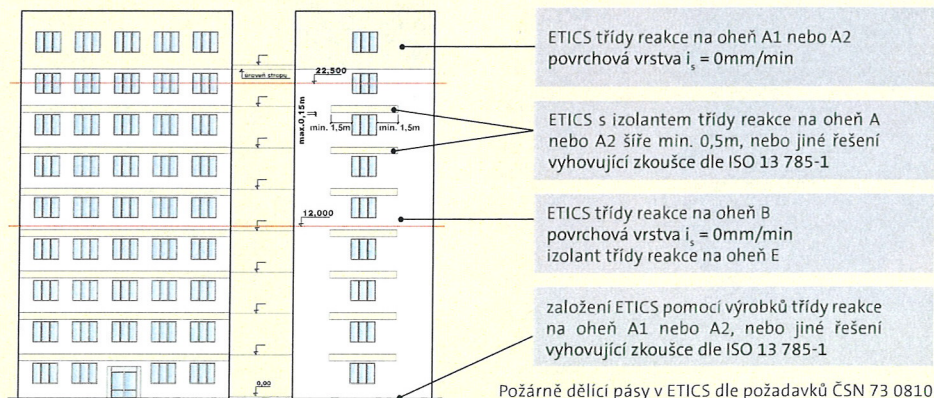 ETICS třídy reakce na oheň A1 nebo A2
povrchová vrstva i_s = 0mm/min
úroveň stropu
22,500
max.0,15m
min. 1,5m
min. 1,5m
ETICS s izolantem třídy reakce na oheň A
nebo A2 šíře min. 0,5m, nebo jiné řešení
vyhovující zkoušce dle ISO 13 785-1
12,000
ETICS třídy reakce na oheň B
povrchová vrstva i_s = 0mm/min
izolant třídy reakce na oheň E
založení ETICS pomocí výrobků třídy reakce
na oheň A1 nebo A2, nebo jiné řešení
vyhovující zkoušce dle ISO 13 785-1
0,00
Požárně dělící pásy v ETICS dle požadavků ČSN 73 0810